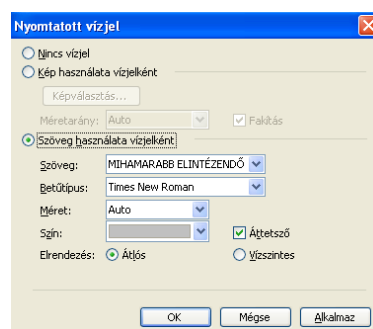 Nyomtatott vízjel
Nincs vízjel
Kép használata vízjelként
Képválasztás...
Méretarány: Auto Fakítás
Szöveg használata vízjelként
Szöveg: MIHAMARABB ELINTÉZENDŐ
Betűtípus: Times New Roman
Méret: Auto
Szín: Áttetsző
Elrendezés: Átlós Vízszintes
OK Mégse Alkalmaz